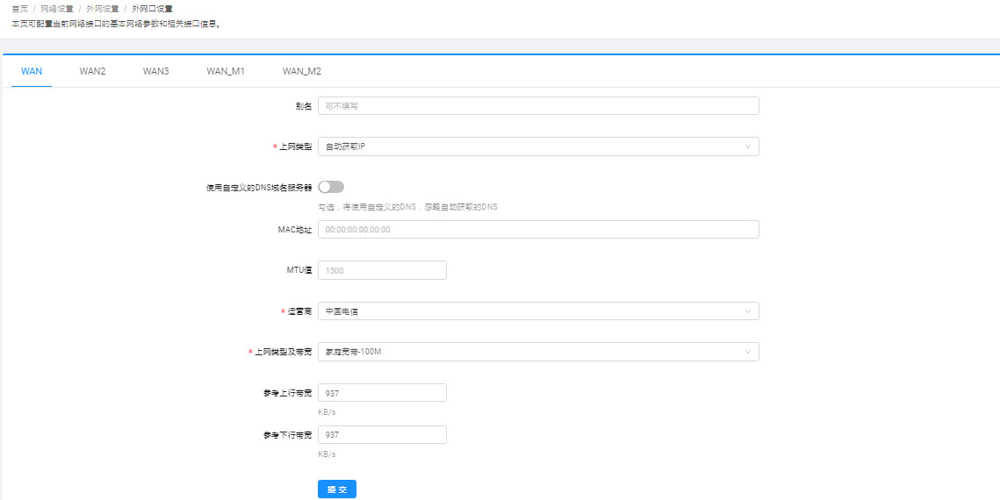 首页 / 网络设置 / 外网设置 / 外网口设置
本页可配置当前网络接口的基本网络参数和相关接口信息。
WAN WAN2 WAN3 WAN_M1 WAN_M2
别名 可不填写
* 上网类型 自动获取IP
使用自定义的DNS域名服务器
勾选，将使用自定义的DNS，忽略自动获取的DNS
MAC地址 00:00:00:00:00:00
MTU值 1500
* 运营商 中国电信
* 上网类型及带宽 家庭宽带-100M
参考上行带宽 937
KB/s
参考下行带宽 937
KB/s
提 交